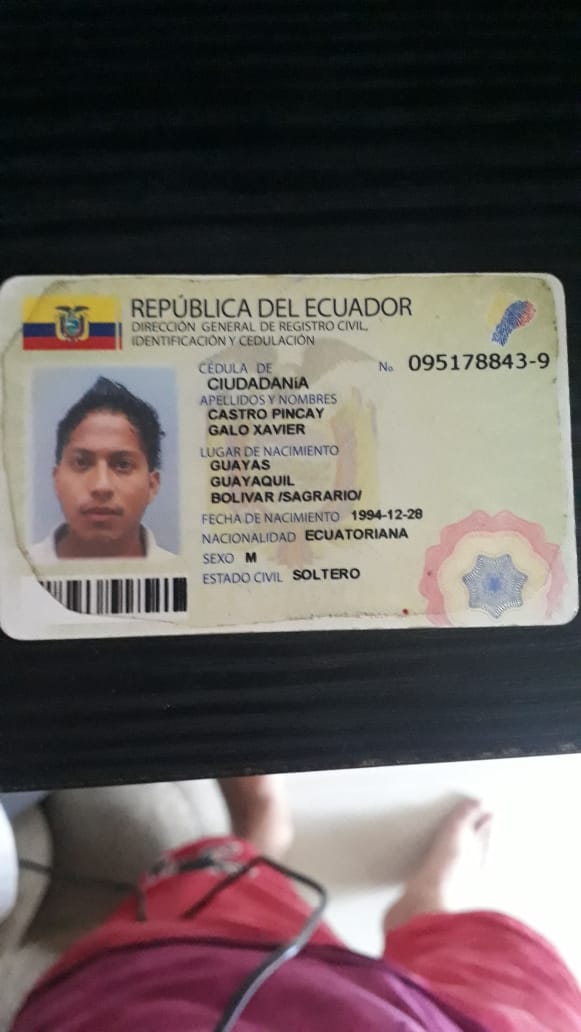 REPÚBLICA DEL ECUADOR
DIRECCIÓN GENERAL DE REGISTRO CIVIL,
IDENTIFICACIÓN Y CEDULACIÓN
CÉDULA DE No. 095178843-9
CIUDADANíA
APELLIDOS Y NOMBRES
CASTRO PINCAY
GALO XAVIER
LUGAR DE NACIMIENTO
GUAYAS
GUAYAQUIL
BOLIVAR /SAGRARIO/
FECHA DE NACIMIENTO 1994-12-28
NACIONALIDAD ECUATORIANA
SEXO M
ESTADO CIVIL SOLTERO